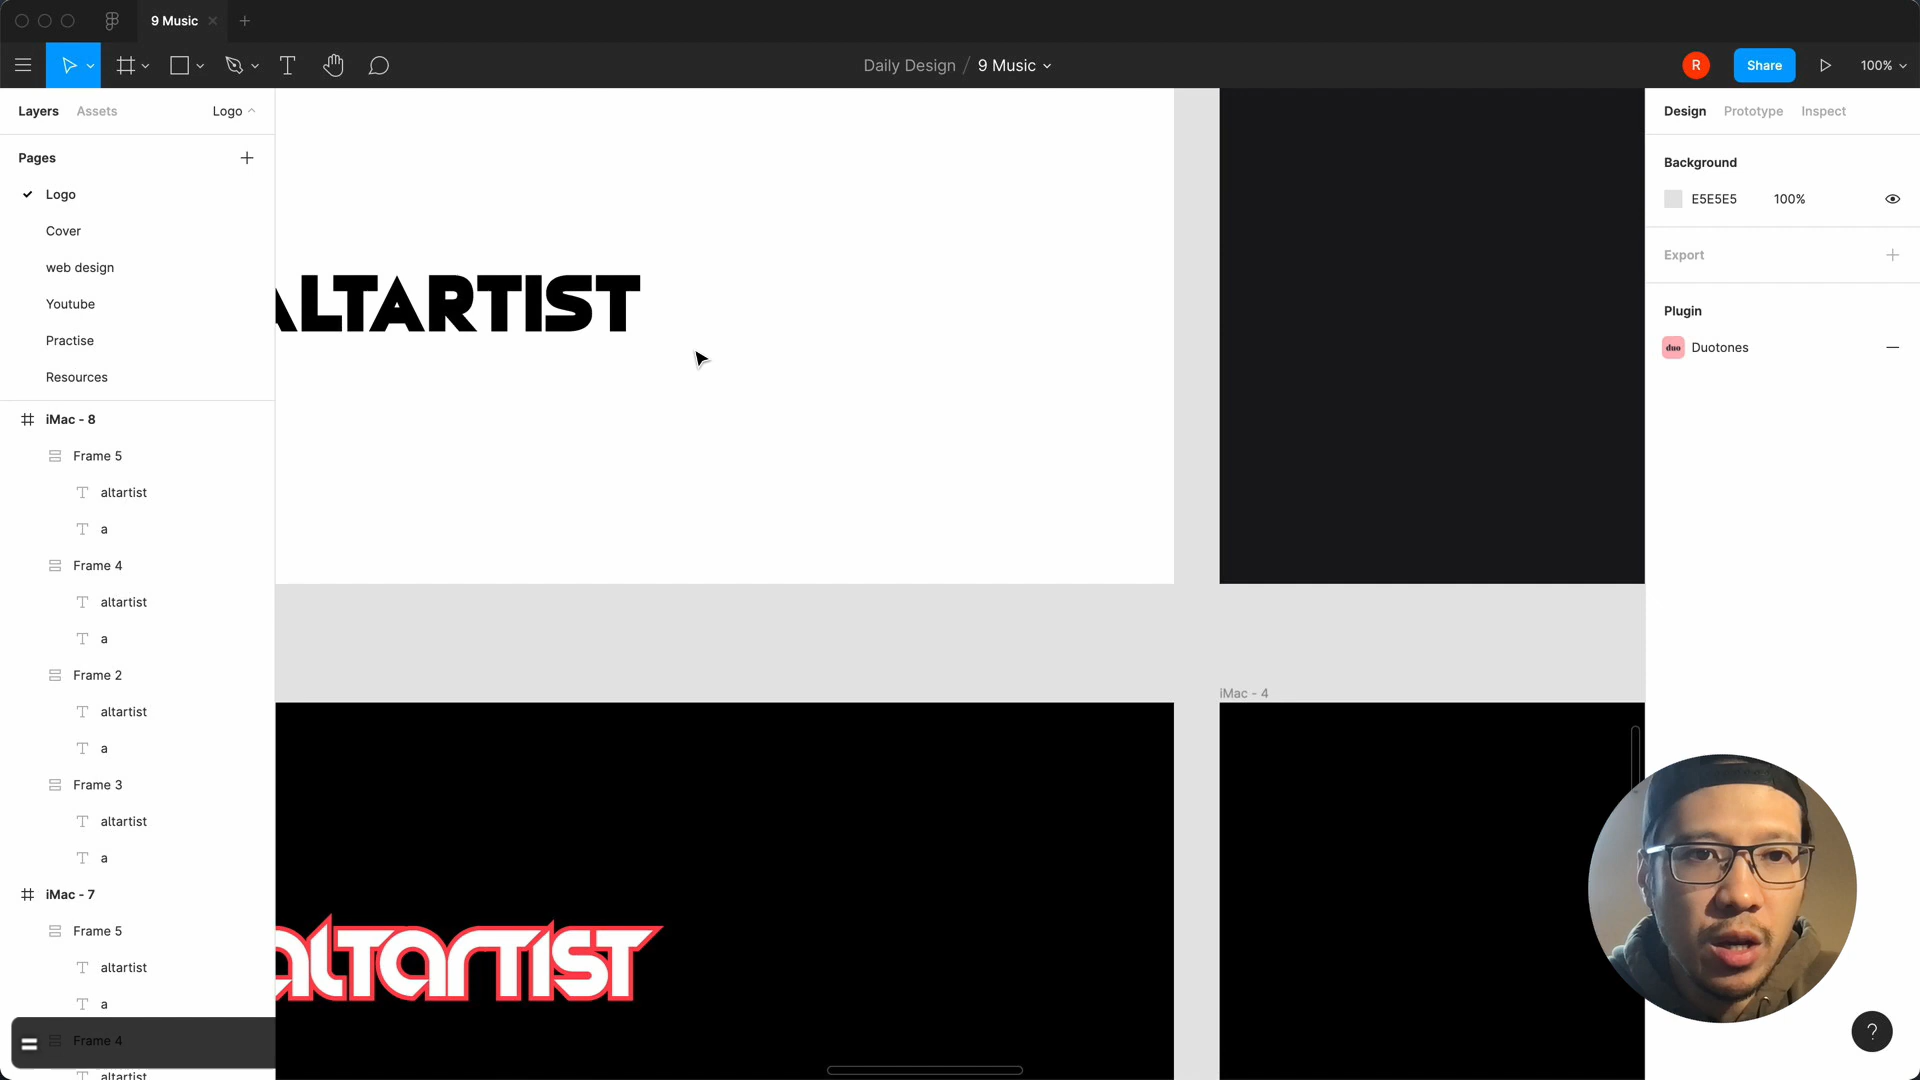 9 Music
Daily Design / 9 Music
R
Share
100%
Layers
Assets
Logo
Design
Prototype
Inspect
Pages
Background
Logo
E5E5E5
100%
Cover
Export
web design
Youtube
Plugin
ALTARTIST
Practise
duo
Duotones
Resources
iMac - 8
Frame 5
altartist
a
Frame 4
altartist
a
Frame 2
altartist
a
iMac - 4
Frame 3
altartist
a
iMac - 7
Frame 5
altartist
altartist
a
Frame 4
altartist
?